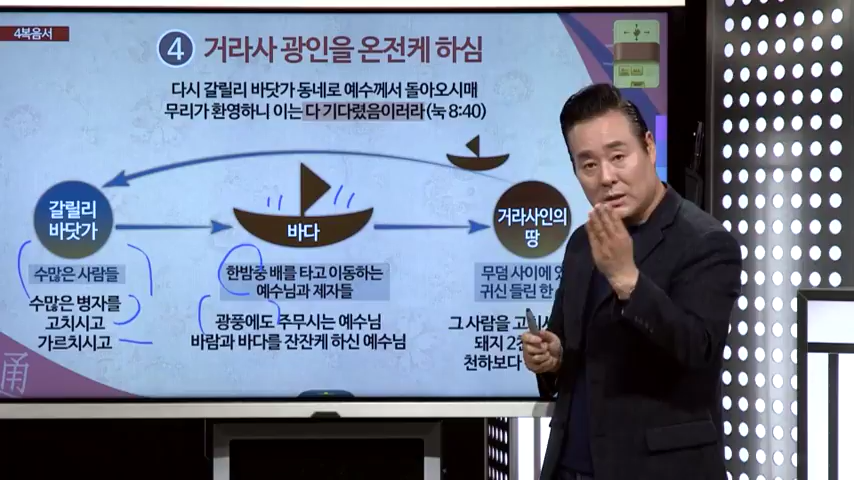 4복음서
④ 거라사 광인을 온전케 하심
다시 갈릴리 바닷가 동네로 예수께서 돌아오시매
무리가 환영하니 이는 다 기다렸음이러라(눅 8:40)
갈릴리
바닷가
바다
거라사인의
땅
수많은 사람들
수많은 병자를
고치시고
가르치시고
한밤중 배를 타고 이동하는
예수님과 제자들
광풍에도 주무시는 예수님
바람과 바다를 잔잔케 하신 예수님
무덤 사이에
귀신 들린 한
그 사람을
돼지
천하보다